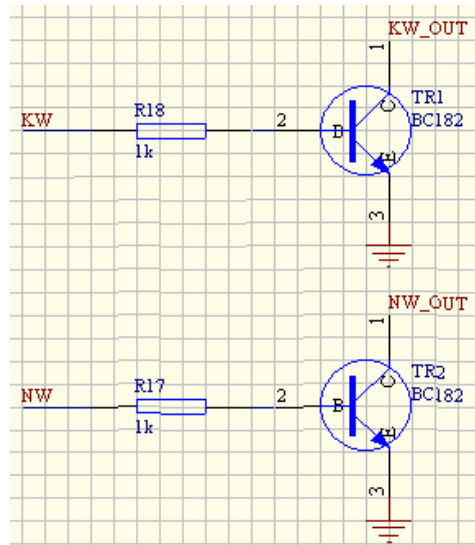 KW_OUT
1
C
TR1
BC182
R18
KW
2
B
1k
E
3
NW_OUT
1
C
TR2
BC182
R17
NW
2
B
1k
E
3